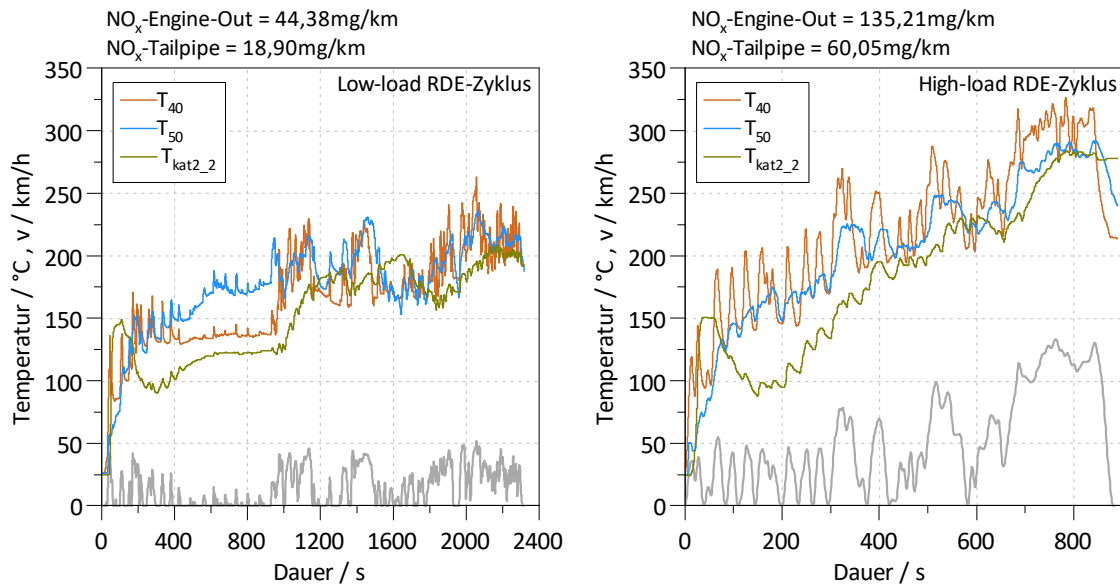 NOx-Engine-Out = 44,38mg/km
NOx-Tailpipe = 18,90mg/km
350
300
250
200
150
100
50
0
Temperatur / °C , v / km/h
Low-load RDE-Zyklus
T40
T50
Tkat2_2
0
400
800
1200
1600
2000
2400
Dauer / s
NOx-Engine-Out = 135,21mg/km
NOx-Tailpipe = 60,05mg/km
350
300
250
200
150
100
50
0
Temperatur / °C , v / km/h
High-load RDE-Zyklus
T40
T50
Tkat2_2
0
200
400
600
800
Dauer / s